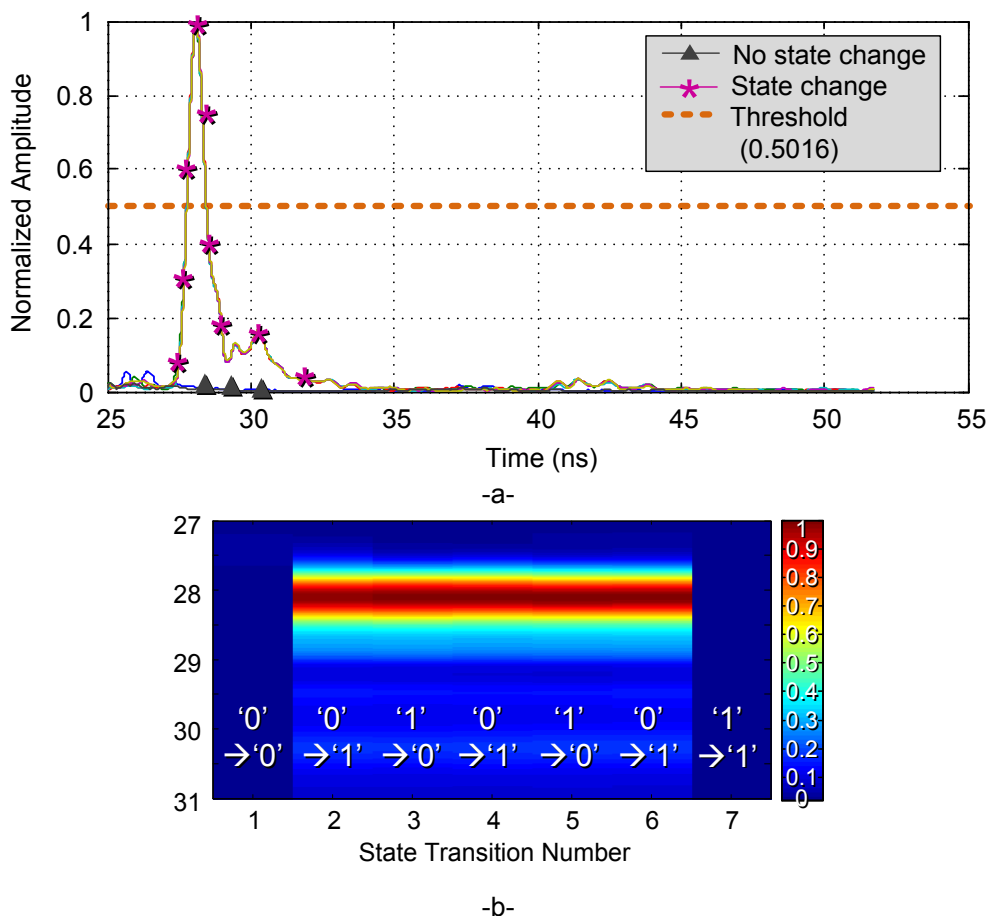 1
0.8
0.6
0.4
0.2
0
Normalized Amplitude
No state change
State change
Threshold
(0.5016)
25 30 35 40 45 50 55
Time (ns)
-a-
27
28
29
30
31
‘0’ ‘0’ ‘1’ ‘0’ ‘1’ ‘0’ ‘1’
→‘0’ →‘1’ →‘0’ →‘1’ →‘0’ →‘1’ →‘1’
1
0.9
0.8
0.7
0.6
0.5
0.4
0.3
0.2
0.1
0
1 2 3 4 5 6 7
State Transition Number
-b-